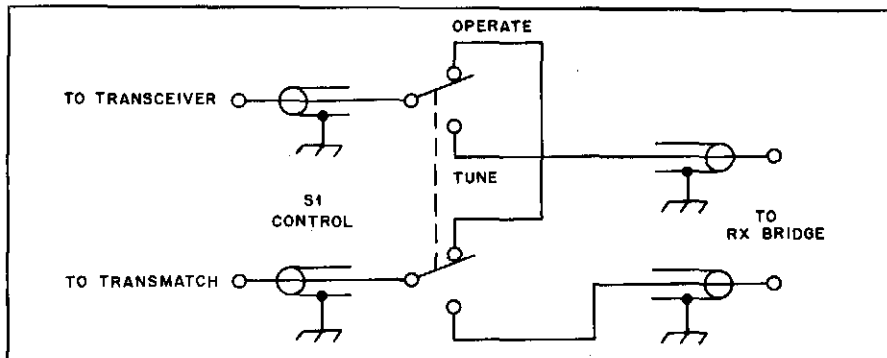 OPERATE
TO TRANSCEIVER
TUNE
S1
CONTROL
TO
RX BRIDGE
TO TRANSMATCH